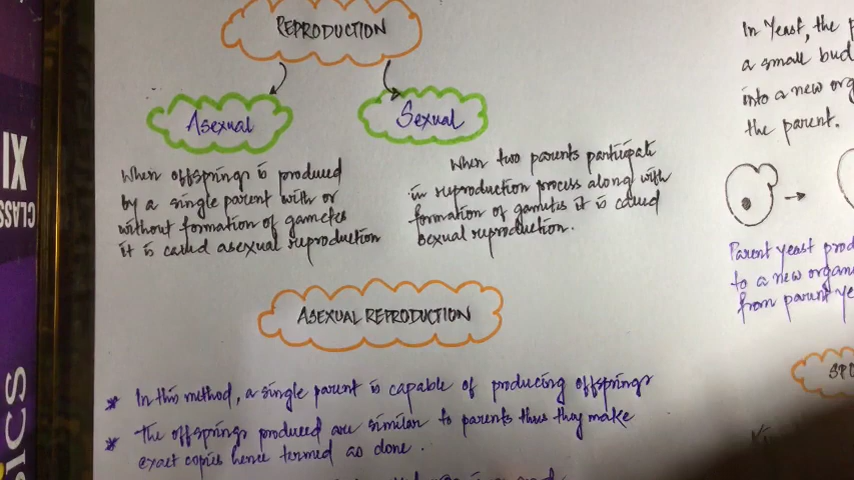 REPRODUCTION
Asexual
Sexual
When offsprings is produced
by a single parent with or
without formation of gametes
it is called asexual reproduction
When two parents participate
in reproduction process along with
formation of gametes it is called
sexual reproduction.
ASEXUAL REPRODUCTION
* In this method, a single parent is capable of producing offsprings
* The offsprings produced are similar to parents thus they make
exact copies hence termed as clone.
In Yeast, the
a small bud
into a new
the parent.
Parent yeast
to a new
from parent
CLASS XI